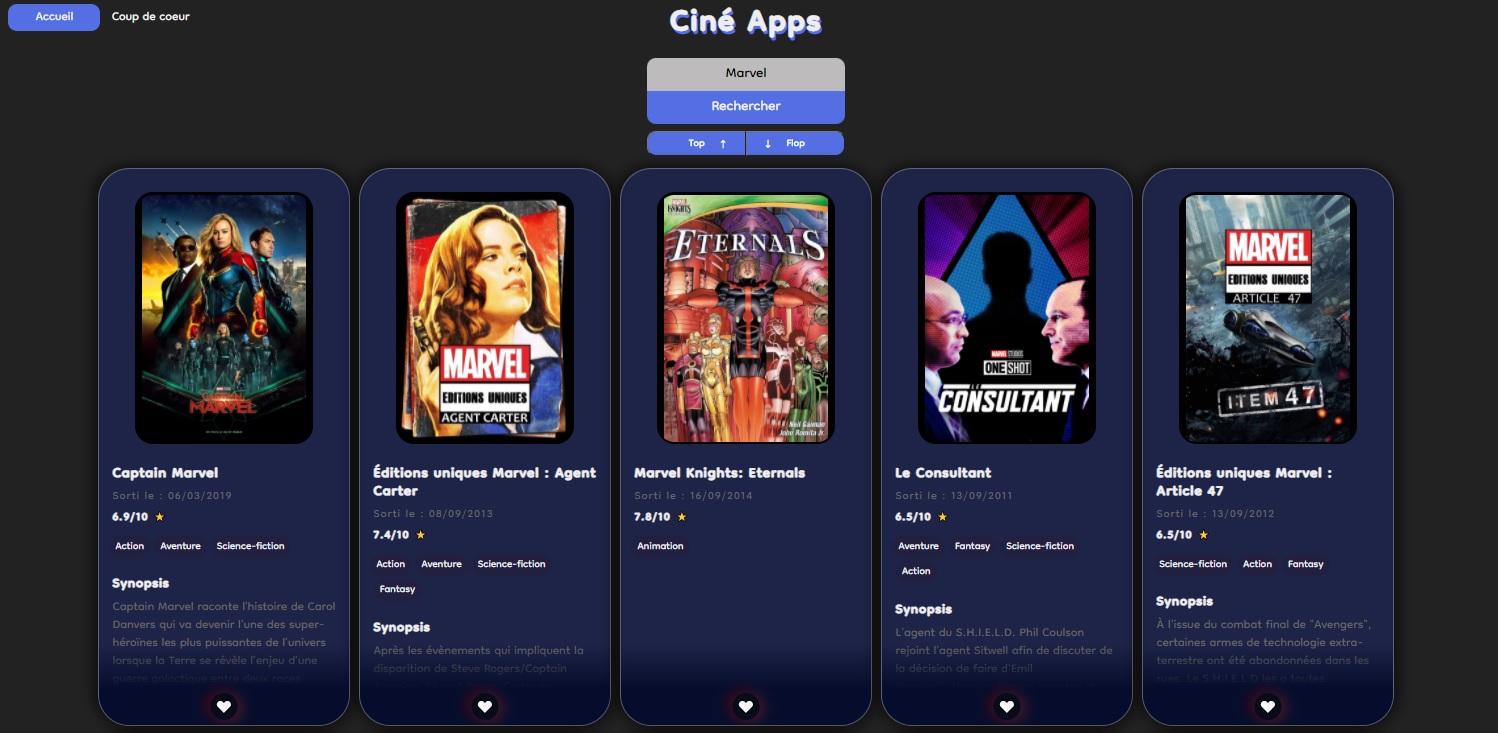 Accueil
Coup de coeur
Ciné Apps
Marvel
Rechercher
Top ↑
↓ Flop
MARVEL
Captain Marvel
Sorti le : 06/03/2019
6.9/10 ★
Action Aventure Science-fiction
Synopsis
Captain Marvel raconte l'histoire de Carol
Danvers qui va devenir l'une des super-
héroïnes les plus puissantes de l'univers
lorsque la Terre se révèle l'enjeu d'une
guerre galactique entre deux races
MARVEL
EDITIONS UNIQUES
AGENT CARTER
Éditions uniques Marvel : Agent
Carter
Sorti le : 08/09/2013
7.4/10 ★
Action Aventure Science-fiction
Fantasy
Synopsis
Après les évènements qui impliquent la
disparition de Steve Rogers/Captain
KNIGHTS
ETERNALS
Neil Gaiman
John Romita Jr.
Marvel Knights: Eternals
Sorti le : 16/09/2014
7.8/10 ★
Animation
MARVEL STUDIOS
ONE SHOT
CONSULTANT
Le Consultant
Sorti le : 13/09/2011
6.5/10 ★
Aventure Fantasy Science-fiction
Action
Synopsis
L'agent du S.H.I.E.L.D. Phil Coulson
rejoint l'agent Sitwell afin de discuter de
la décision de faire d'Emil
MARVEL
EDITIONS UNIQUES
ARTICLE 47
ITEM 47
Éditions uniques Marvel :
Article 47
Sorti le : 13/09/2012
6.5/10 ★
Science-fiction Action Fantasy
Synopsis
À l'issue du combat final de "Avengers",
certaines armes de technologie extra-
terrestre ont été abandonnées dans les
rues. Le S.H.I.E.L.D les a toutes